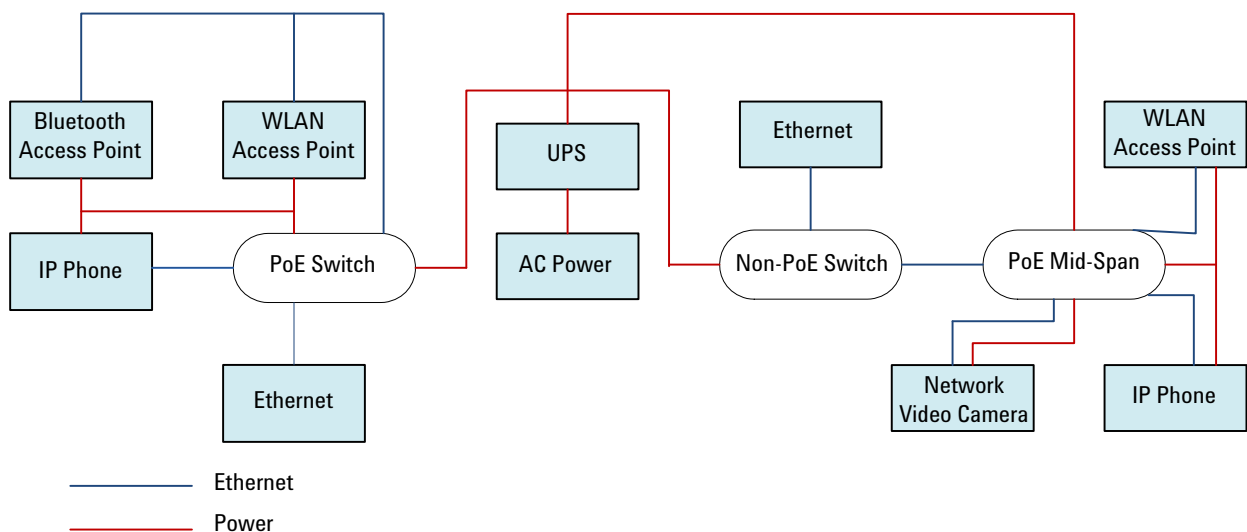 Bluetooth
Access Point
WLAN
Access Point
UPS
Ethernet
WLAN
Access Point
IP Phone
PoE Switch
AC Power
Non-PoE Switch
PoE Mid-Span
Ethernet
Network
Video Camera
IP Phone
Ethernet
Power